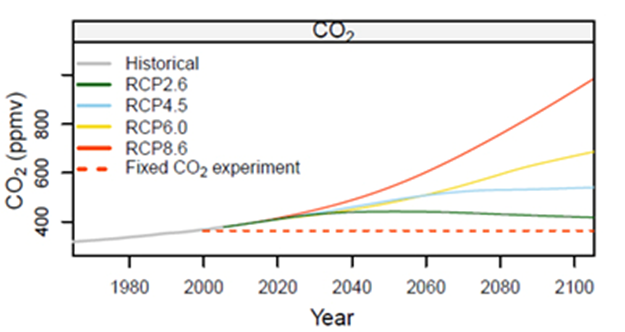 CO2
Historical
RCP2.6
RCP4.5
RCP6.0
RCP8.6
Fixed CO2 experiment
CO2 (ppmv)
800
600
400
1980 2000 2020 2040 2060 2080 2100
Year